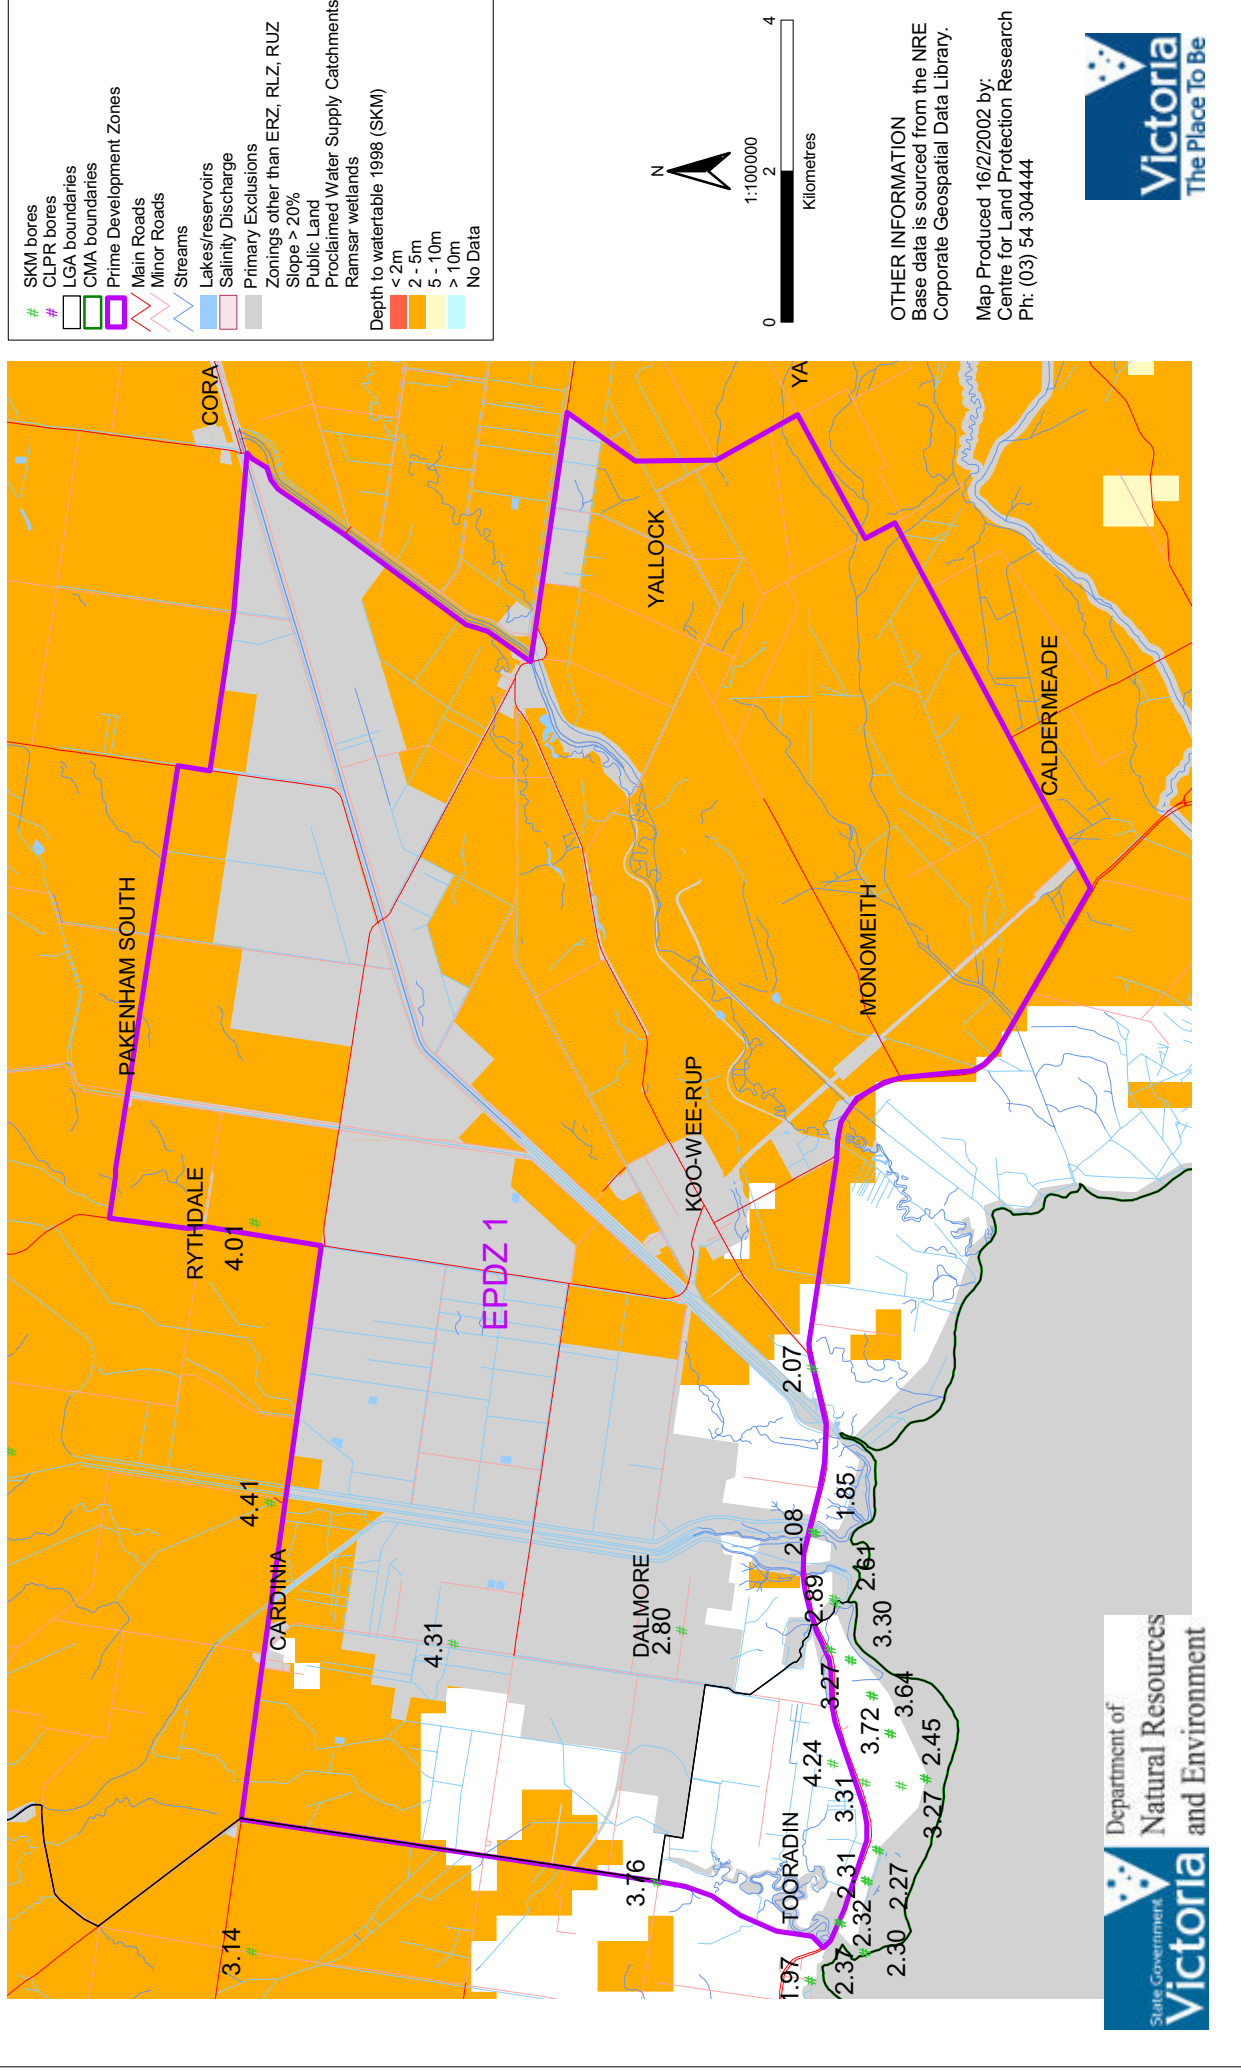 SKM bores
CLPR bores
LGA boundaries
CMA boundaries
Prime Development Zones
Main Roads
Minor Roads
Streams
Lakes/reservoirs
Salinity Discharge
Primary Exclusions
Zonings other than ERZ, RLZ, RUZ
Slope > 20%
Public Land
Proclaimed Water Supply Catchments
Ramsar wetlands
Depth to watertable 1998 (SKM)
< 2m
2 - 5m
5 - 10m
> 10m
No Data
N
1:100000
0 2 4
Kilometres
OTHER INFORMATION
Base data is sourced from the NRE
Corporate Geospatial Data Library.
Map Produced 16/2/2002 by:
Centre for Land Protection Research
Ph: (03) 54 304444
Victoria
The Place To Be
CORA
PAKENHAM SOUTH
RYTHDALE
4.01
4.41
CARDINIA
3.14
4.31
EPDZ 1
YALLOCK
YA
CALDERMEADE
MONOMEITH
KOO-WEE-RUP
DALMORE
2.80
3.76
TOORADIN
2.07
2.08
1.85
2.89
2.61
3.30
3.27
3.64
3.72
4.24
2.45
3.31
3.27
2.31
2.27
2.32
2.30
2.37
1.97
State Government
Victoria
Department of
Natural Resources
and Environment